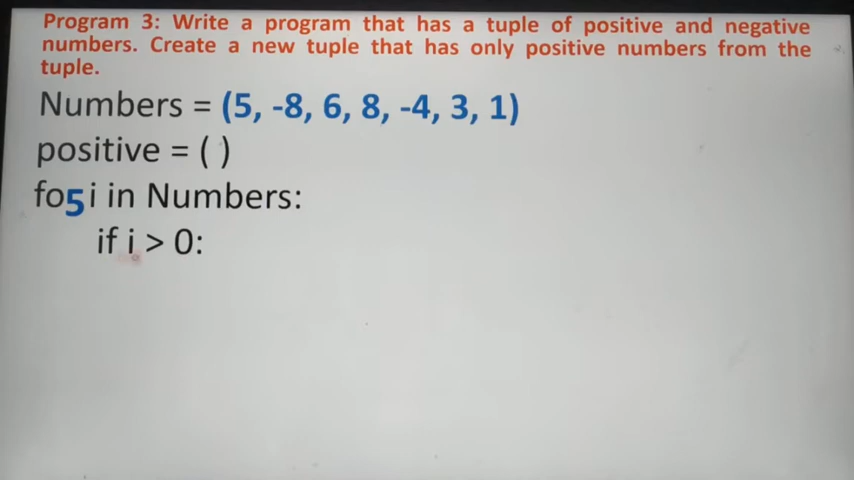 Program 3: Write a program that has a tuple of positive and negative
numbers. Create a new tuple that has only positive numbers from the
tuple.
Numbers = (5, -8, 6, 8, -4, 3, 1)
positive = ( )
fo5 i in Numbers:
if i > 0: